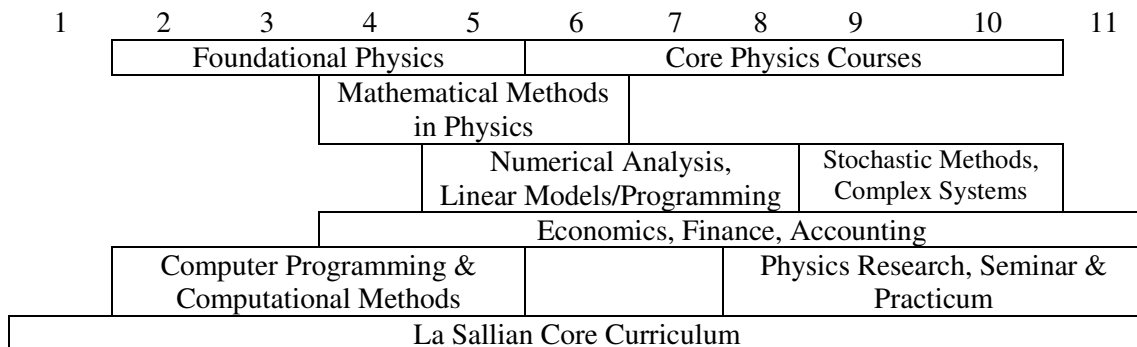 1 2 3 4 5 6 7 8 9 10 11
Foundational Physics Core Physics Courses
Mathematical Methods
in Physics
Numerical Analysis,
Linear Models/Programming
Stochastic Methods,
Complex Systems
Economics, Finance, Accounting
Computer Programming &
Computational Methods
Physics Research, Seminar &
Practicum
La Sallian Core Curriculum